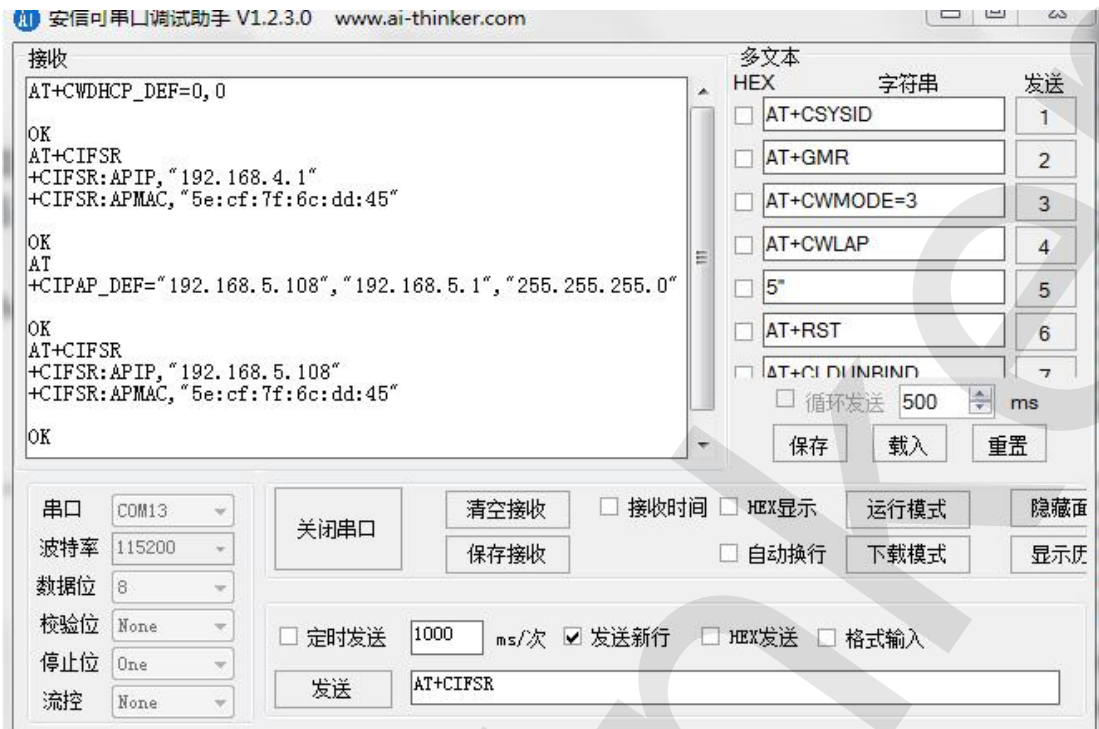 安信可串口调试助手 V1.2.3.0 www.ai-thinker.com
接收
AT+CWDHCP_DEF=0,0
OK
AT+CIFSR
+CIFSR:APIP,"192.168.4.1"
+CIFSR:APMAC,"5e:cf:7f:6c:dd:45"
OK
AT
+CIPAP_DEF="192.168.5.108","192.168.5.1","255.255.255.0"
OK
AT+CIFSR
+CIFSR:APIP,"192.168.5.108"
+CIFSR:APMAC,"5e:cf:7f:6c:dd:45"
OK
多文本
HEX 字符串 发送
AT+CSYSID 1
AT+GMR 2
AT+CWMODE=3 3
AT+CWLAP 4
5" 5
AT+RST 6
AT+CLDUNBIND 7
循环发送 500 ms
保存 载入 重置
串口 COM13
波特率 115200
数据位 8
校验位 None
停止位 One
流控 None
关闭串口
清空接收 接收时间 HEX显示 运行模式 隐藏面
保存接收 自动换行 下载模式 显示历
定时发送 1000 ms/次 发送新行 HEX发送 格式输入
发送 AT+CIFSR